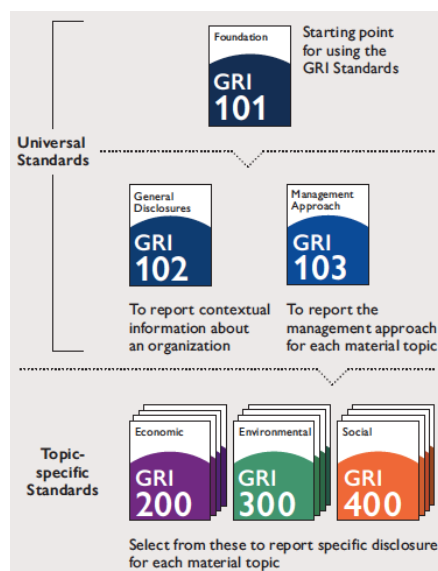 Foundation
GRI
101
Starting point
for using the
GRI Standards
Universal
Standards
General
Disclosures
GRI
102
Management
Approach
GRI
103
To report contextual
information about
an organization
To report the
management approach
for each material topic
Topic-
specific
Standards
Economic
GRI
200
Environmental
GRI
300
Social
GRI
400
Select from these to report specific disclosure
for each material topic